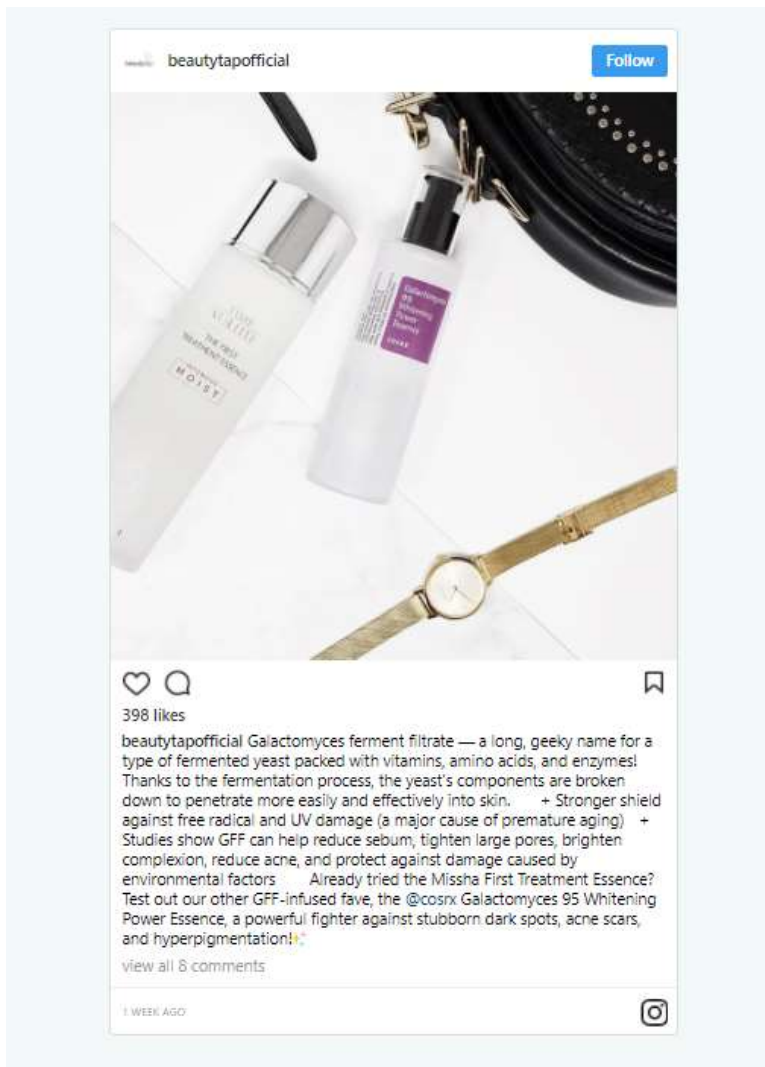 beautytapofficial
Follow
THE FIRST
TREATMENT ESSENCE
INTENSIVE
MOIST
Galactomyces
95
Whitening
Power
Essence
COSRX
398 likes
beautytapofficial Galactomyces ferment filtrate — a long, geeky name for a
type of fermented yeast packed with vitamins, amino acids, and enzymes!
Thanks to the fermentation process, the yeast's components are broken
down to penetrate more easily and effectively into skin. + Stronger shield
against free radical and UV damage (a major cause of premature aging) +
Studies show GFF can help reduce sebum, tighten large pores, brighten
complexion, reduce acne, and protect against damage caused by
environmental factors Already tried the Missha First Treatment Essence?
Test out our other GFF-infused fave, the @cosrx Galactomyces 95 Whitening
Power Essence, a powerful fighter against stubborn dark spots, acne scars,
and hyperpigmentation!✨
view all 8 comments
1 WEEK AGO